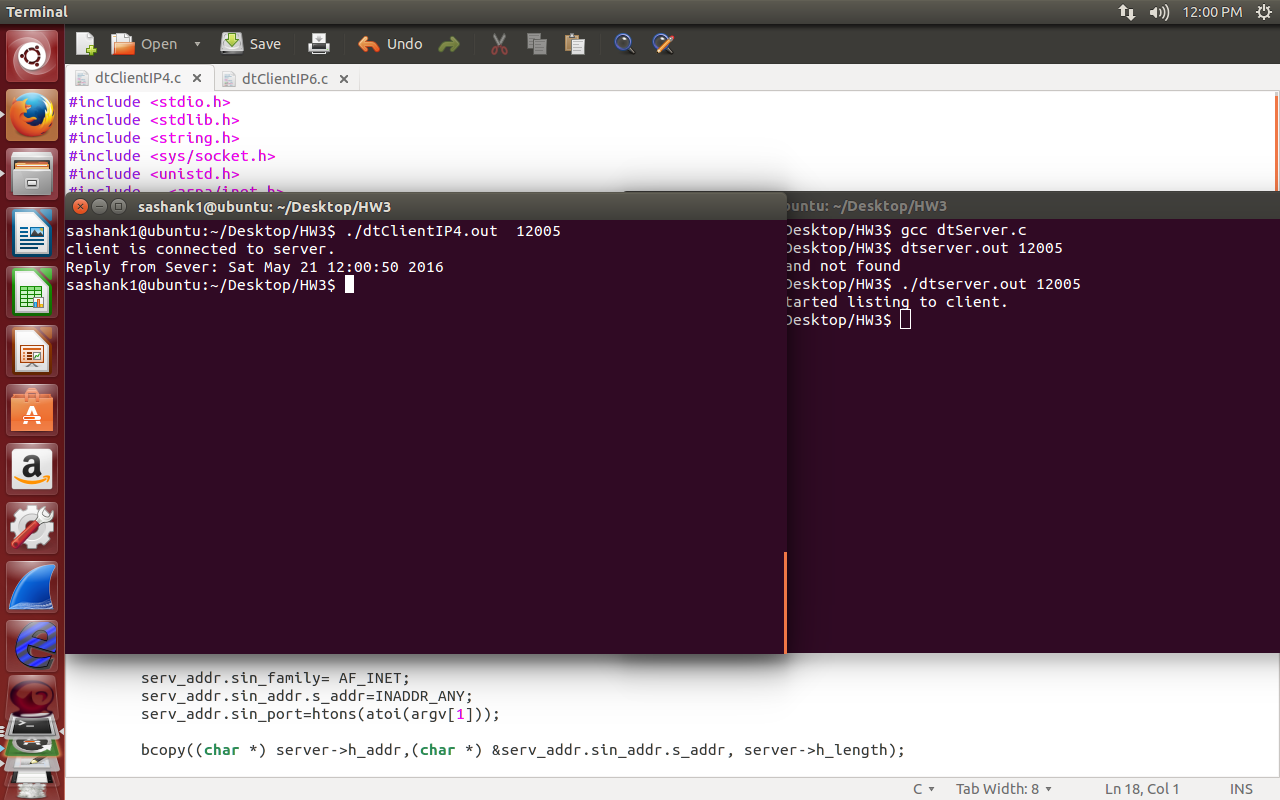 Terminal
12:00 PM
Open
Save
Undo
dtClientIP4.c
dtClientIP6.c
#include <stdio.h>
#include <stdlib.h>
#include <string.h>
#include <sys/socket.h>
#include <unistd.h>
#include <arpa/inet.h>
sashank1@ubuntu: ~/Desktop/HW3
sashank1@ubuntu:~/Desktop/HW3$ ./dtClientIP4.out  12005
client is connected to server.
Reply from Sever: Sat May 21 12:00:50 2016
sashank1@ubuntu:~/Desktop/HW3$
buntu: ~/Desktop/HW3
Desktop/HW3$ gcc dtServer.c
Desktop/HW3$ dtserver.out 12005
and not found
Desktop/HW3$ ./dtserver.out 12005
tarted listing to client.
Desktop/HW3$
serv_addr.sin_family= AF_INET;
serv_addr.sin_addr.s_addr=INADDR_ANY;
serv_addr.sin_port=htons(atoi(argv[1]));
bcopy((char *) server->h_addr,(char *) &serv_addr.sin_addr.s_addr, server->h_length);
C
Tab Width: 8
Ln 18, Col 1
INS